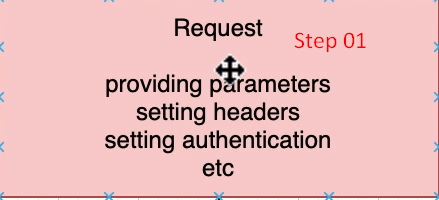 Request
Step 01
providing parameters
setting headers
setting authentication
etc